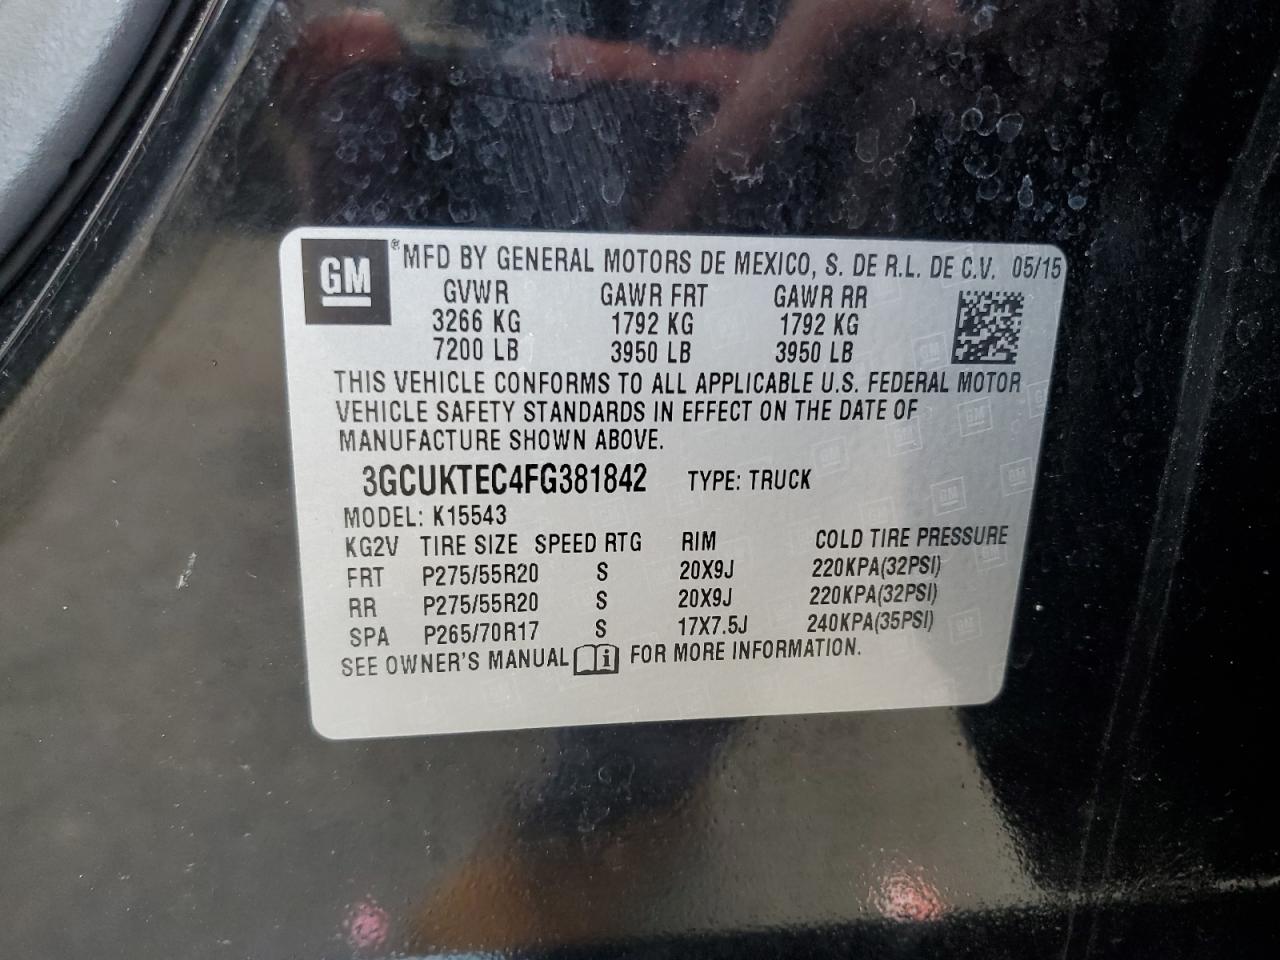 GM ® MFD BY GENERAL MOTORS DE MEXICO, S. DE R.L. DE C.V. 05/15
GVWR GAWR FRT GAWR RR
3266 KG 1792 KG 1792 KG
7200 LB 3950 LB 3950 LB
THIS VEHICLE CONFORMS TO ALL APPLICABLE U.S. FEDERAL MOTOR
VEHICLE SAFETY STANDARDS IN EFFECT ON THE DATE OF
MANUFACTURE SHOWN ABOVE.
3GCUKTEC4FG381842 TYPE: TRUCK
MODEL: K15543
KG2V TIRE SIZE SPEED RTG RIM COLD TIRE PRESSURE
FRT P275/55R20 S 20X9J 220KPA(32PSI)
RR P275/55R20 S 20X9J 220KPA(32PSI)
SPA P265/70R17 S 17X7.5J 240KPA(35PSI)
SEE OWNER'S MANUAL i FOR MORE INFORMATION.